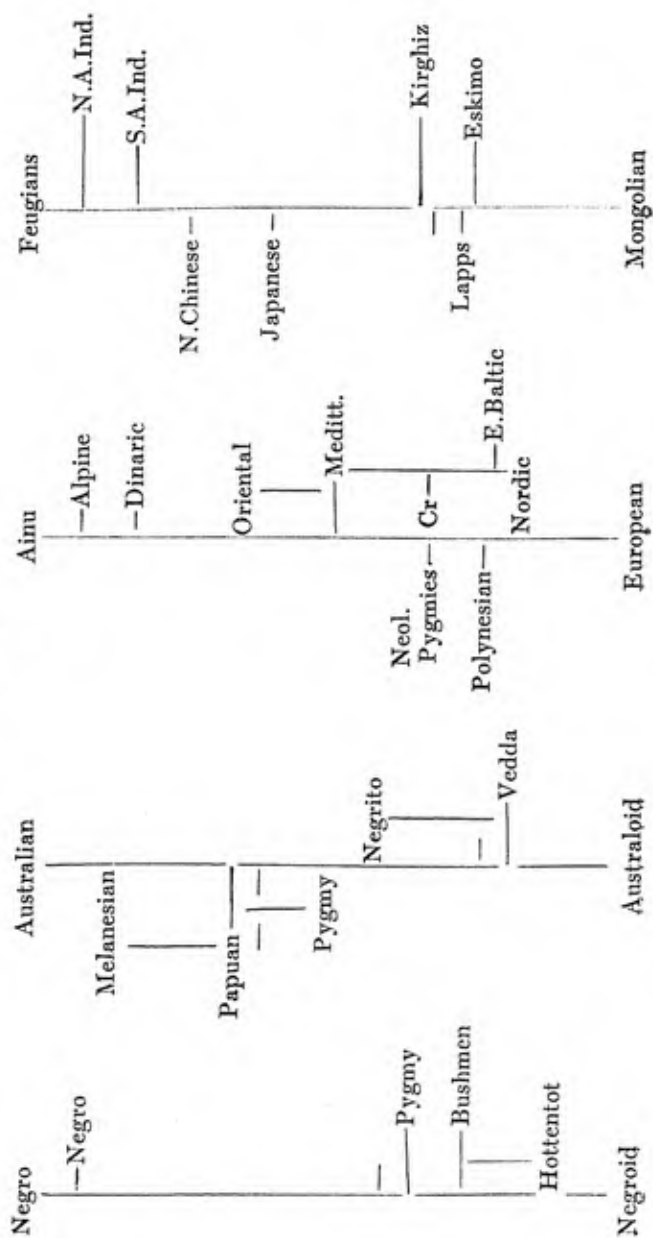 Negro
Negro
Pygmy
Bushmen
Hottentot
Negroid
Australian
Melanesian
Papuan
Pygmy
Negrito
Vedda
Australoid
Ainu
Alpine
Dinaric
Oriental
Meditt.
Neol.
Pygmies
Cr
Polynesian
E.Baltic
Nordic
European
Feugians
N.A.Ind.
S.A.Ind.
N.Chinese
Japanese
Kirghiz
Lapps
Eskimo
Mongolian